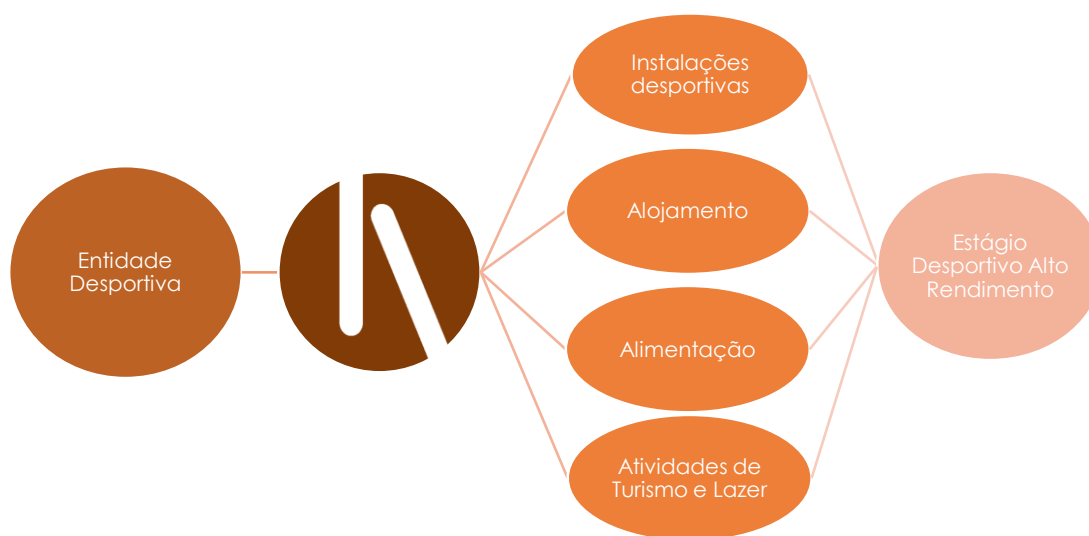 Entidade
Desportiva
Instalações
desportivas
Alojamento
Alimentação
Atividades de
Turismo e Lazer
Estágio
Desportivo Alto
Rendimento